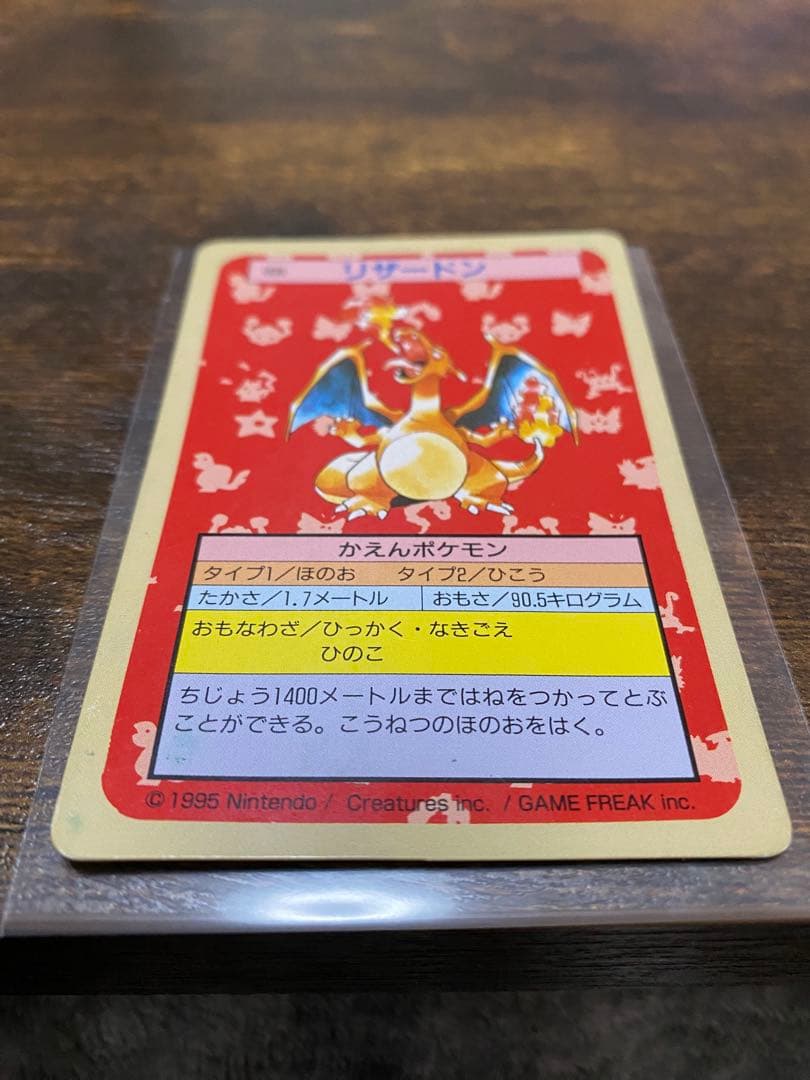 リザードン
かえんポケモン
タイプ1/ほのお タイプ2/ひこう
たかさ/1.7メートル おもさ/90.5キログラム
おもなわざ/ひっかく・なきごえ
ひのこ
ちじょう1400メートルまではねをつかってとぶ
ことができる。こうねつのほのおをはく。
© 1995 Nintendo / Creatures inc. / GAME FREAK inc.